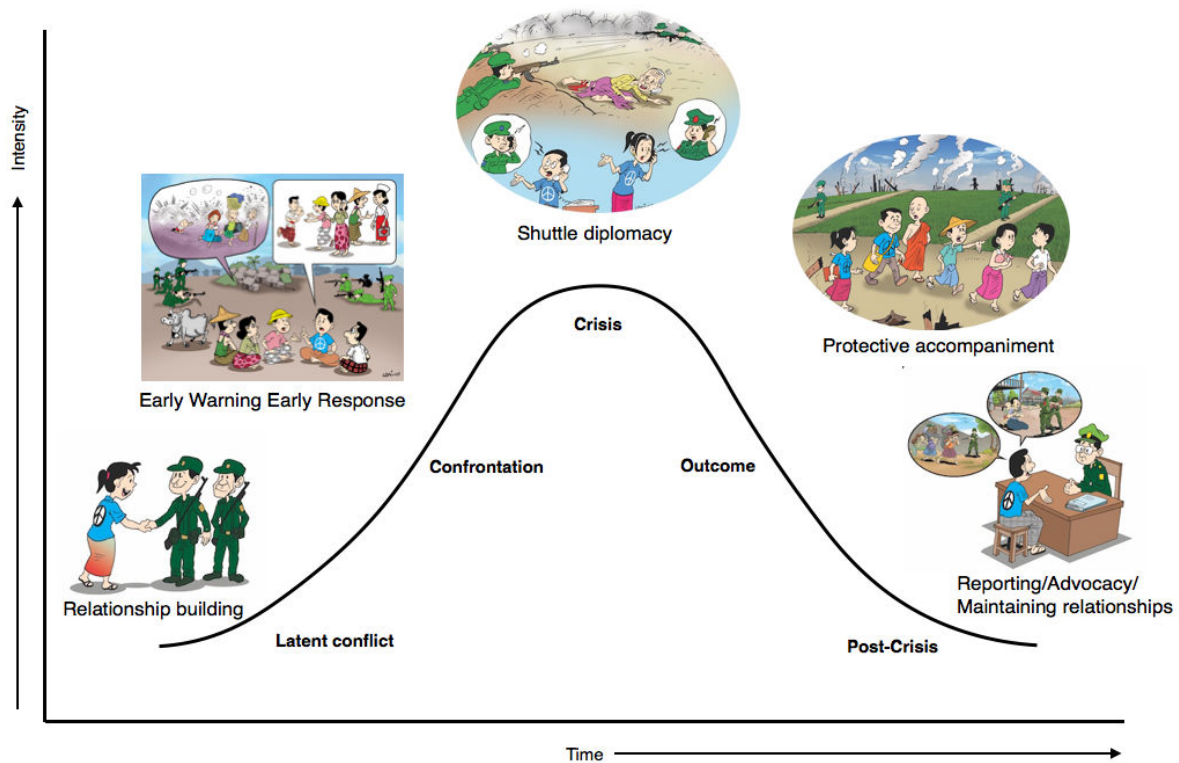 Intensity
Shuttle diplomacy
Early Warning Early Response
Crisis
Protective accompaniment
Confrontation
Outcome
Relationship building
Latent conflict
Reporting/Advocacy/
Maintaining relationships
Post-Crisis
Time